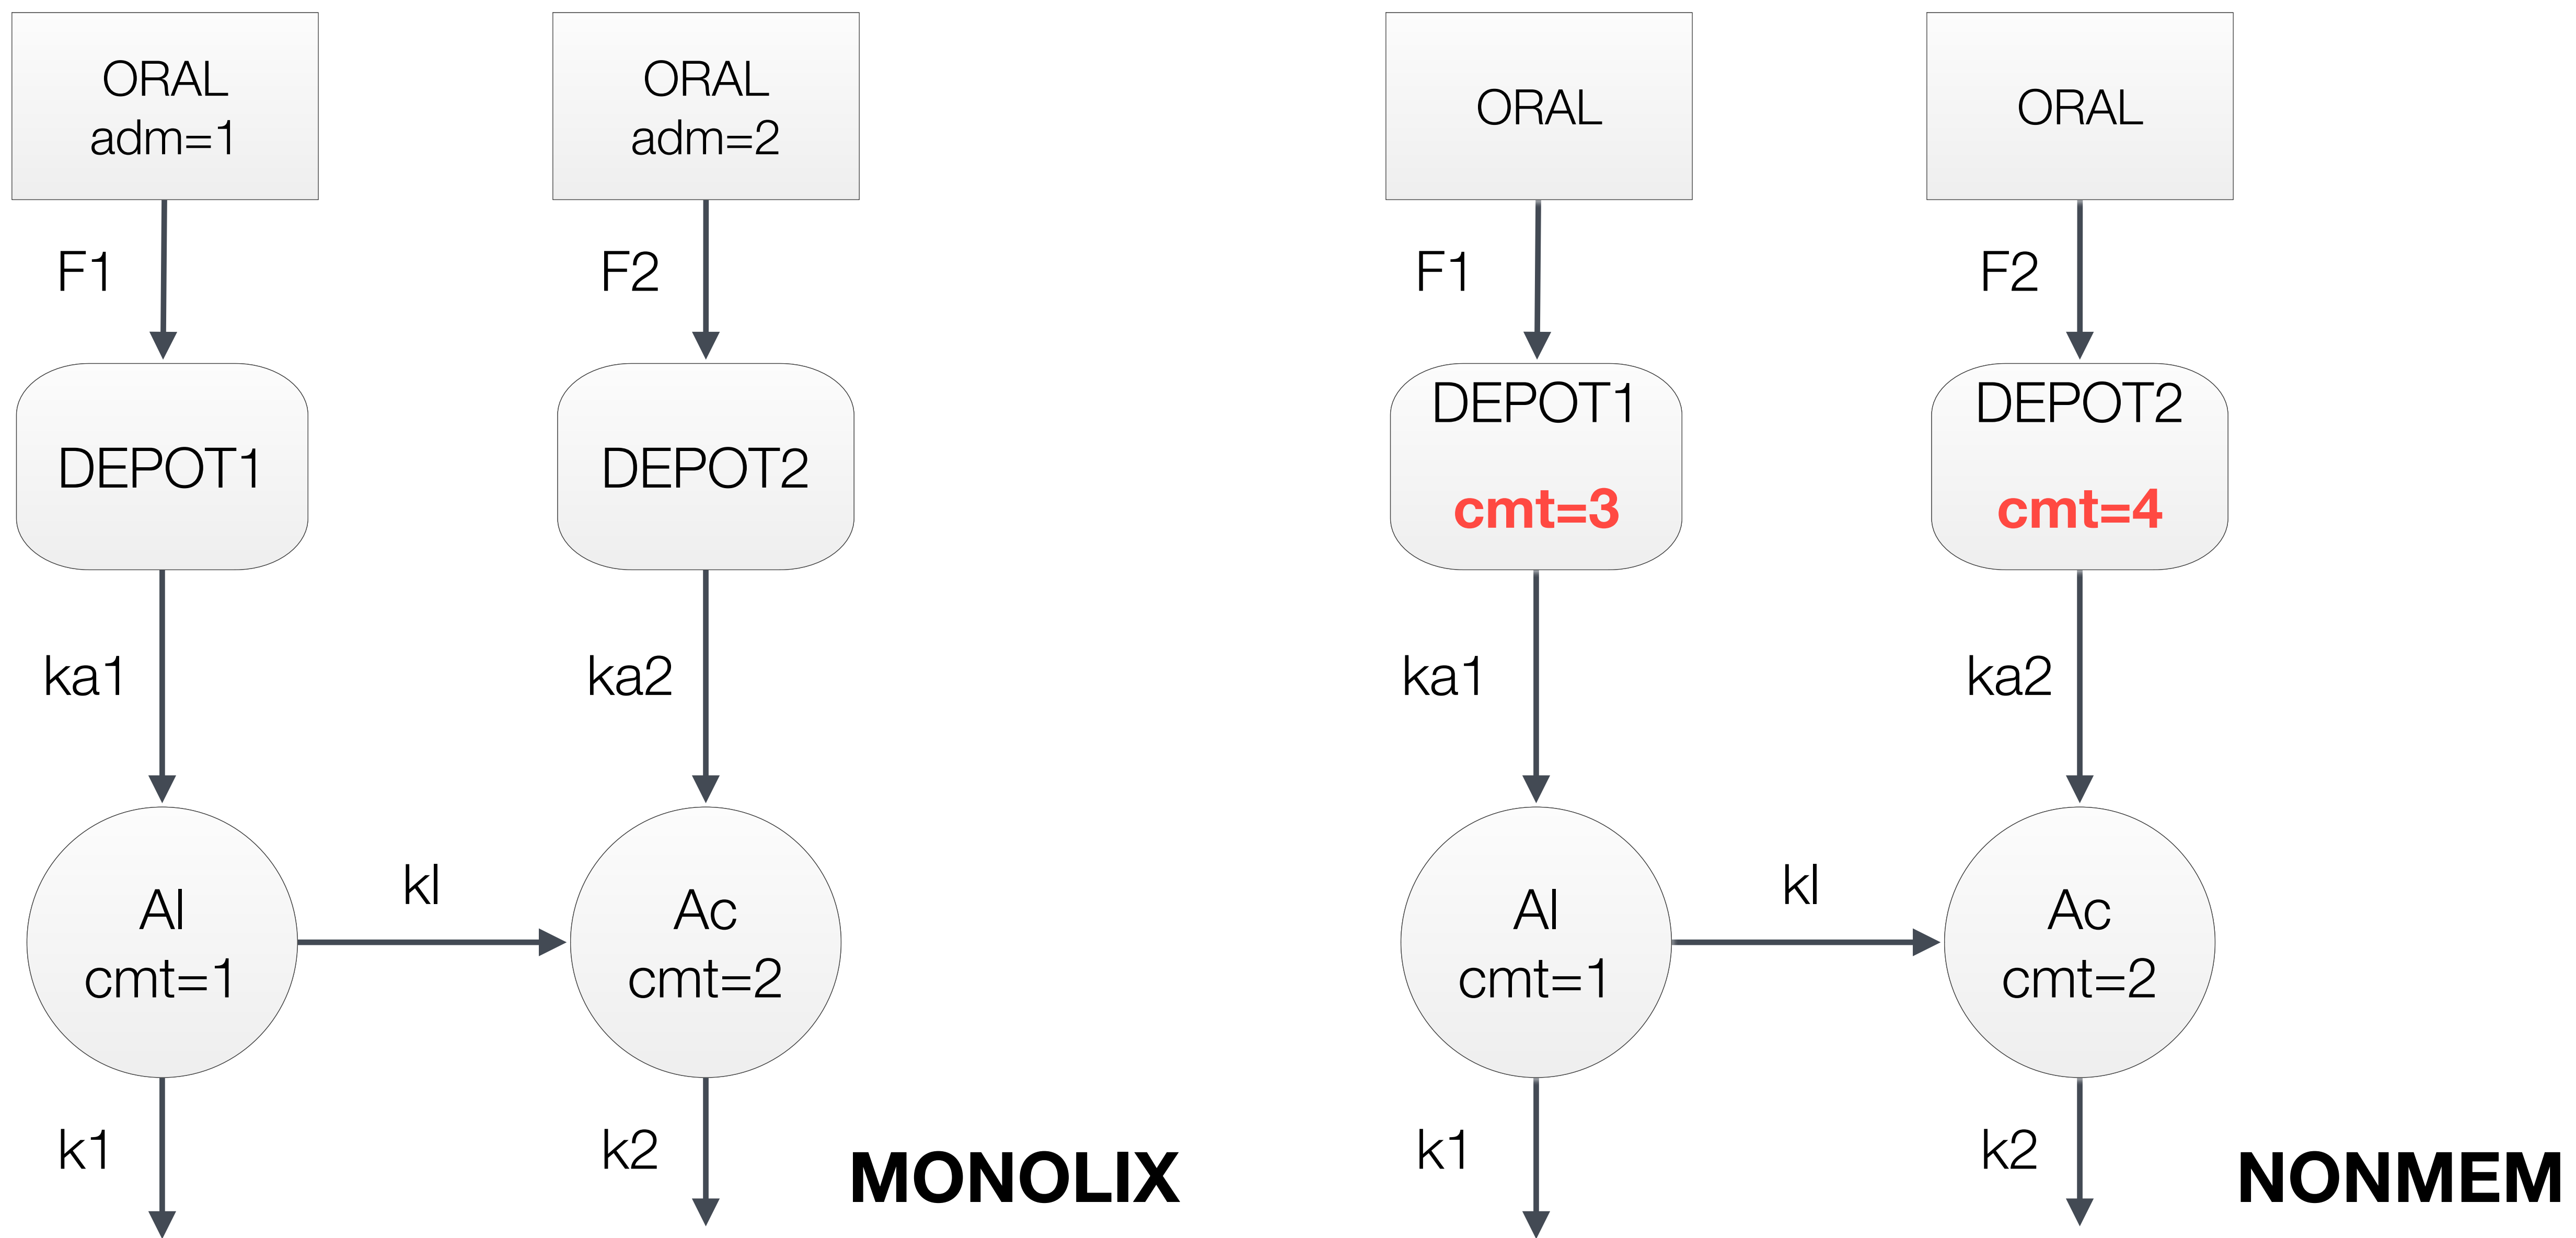 ORAL
adm=1
ORAL
adm=2
F1
F2
DEPOT1
DEPOT2
ka1
ka2
Al
cmt=1
kl
Ac
cmt=2
k1
k2
MONOLIX
ORAL
ORAL
F1
F2
DEPOT1
cmt=3
DEPOT2
cmt=4
ka1
ka2
Al
cmt=1
kl
Ac
cmt=2
k1
k2
NONMEM